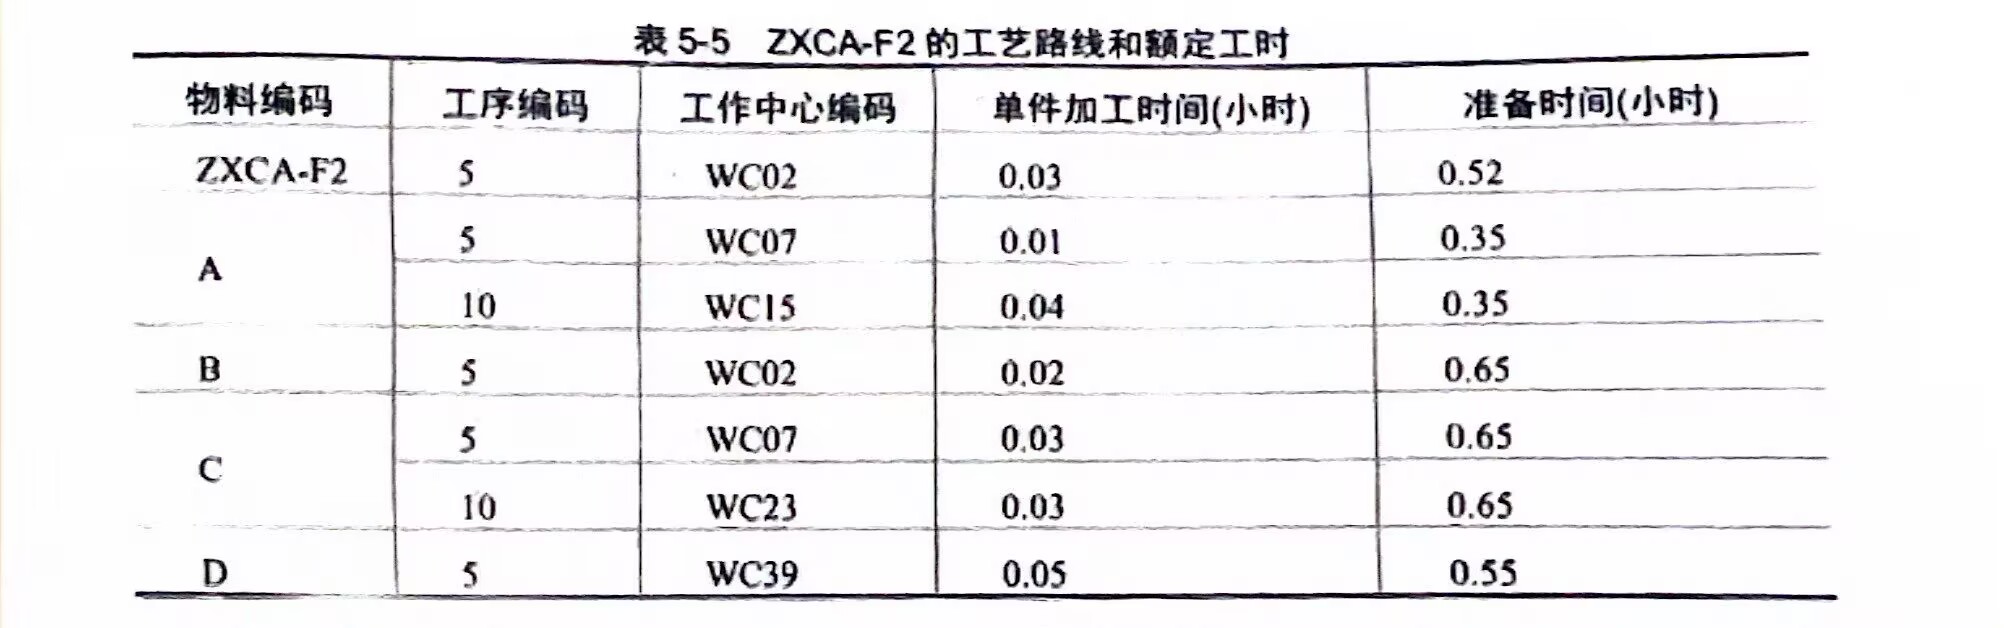 表 5-5 ZXCA-F2 的工艺路线和额定工时
物料编码 工序编码 工作中心编码 单件加工时间(小时) 准备时间(小时)
ZXCA-F2 5 WC02 0.03 0.52
A 5 WC07 0.01 0.35
10 WC15 0.04 0.35
B 5 WC02 0.02 0.65
C 5 WC07 0.03 0.65
10 WC23 0.03 0.65
D 5 WC39 0.05 0.55